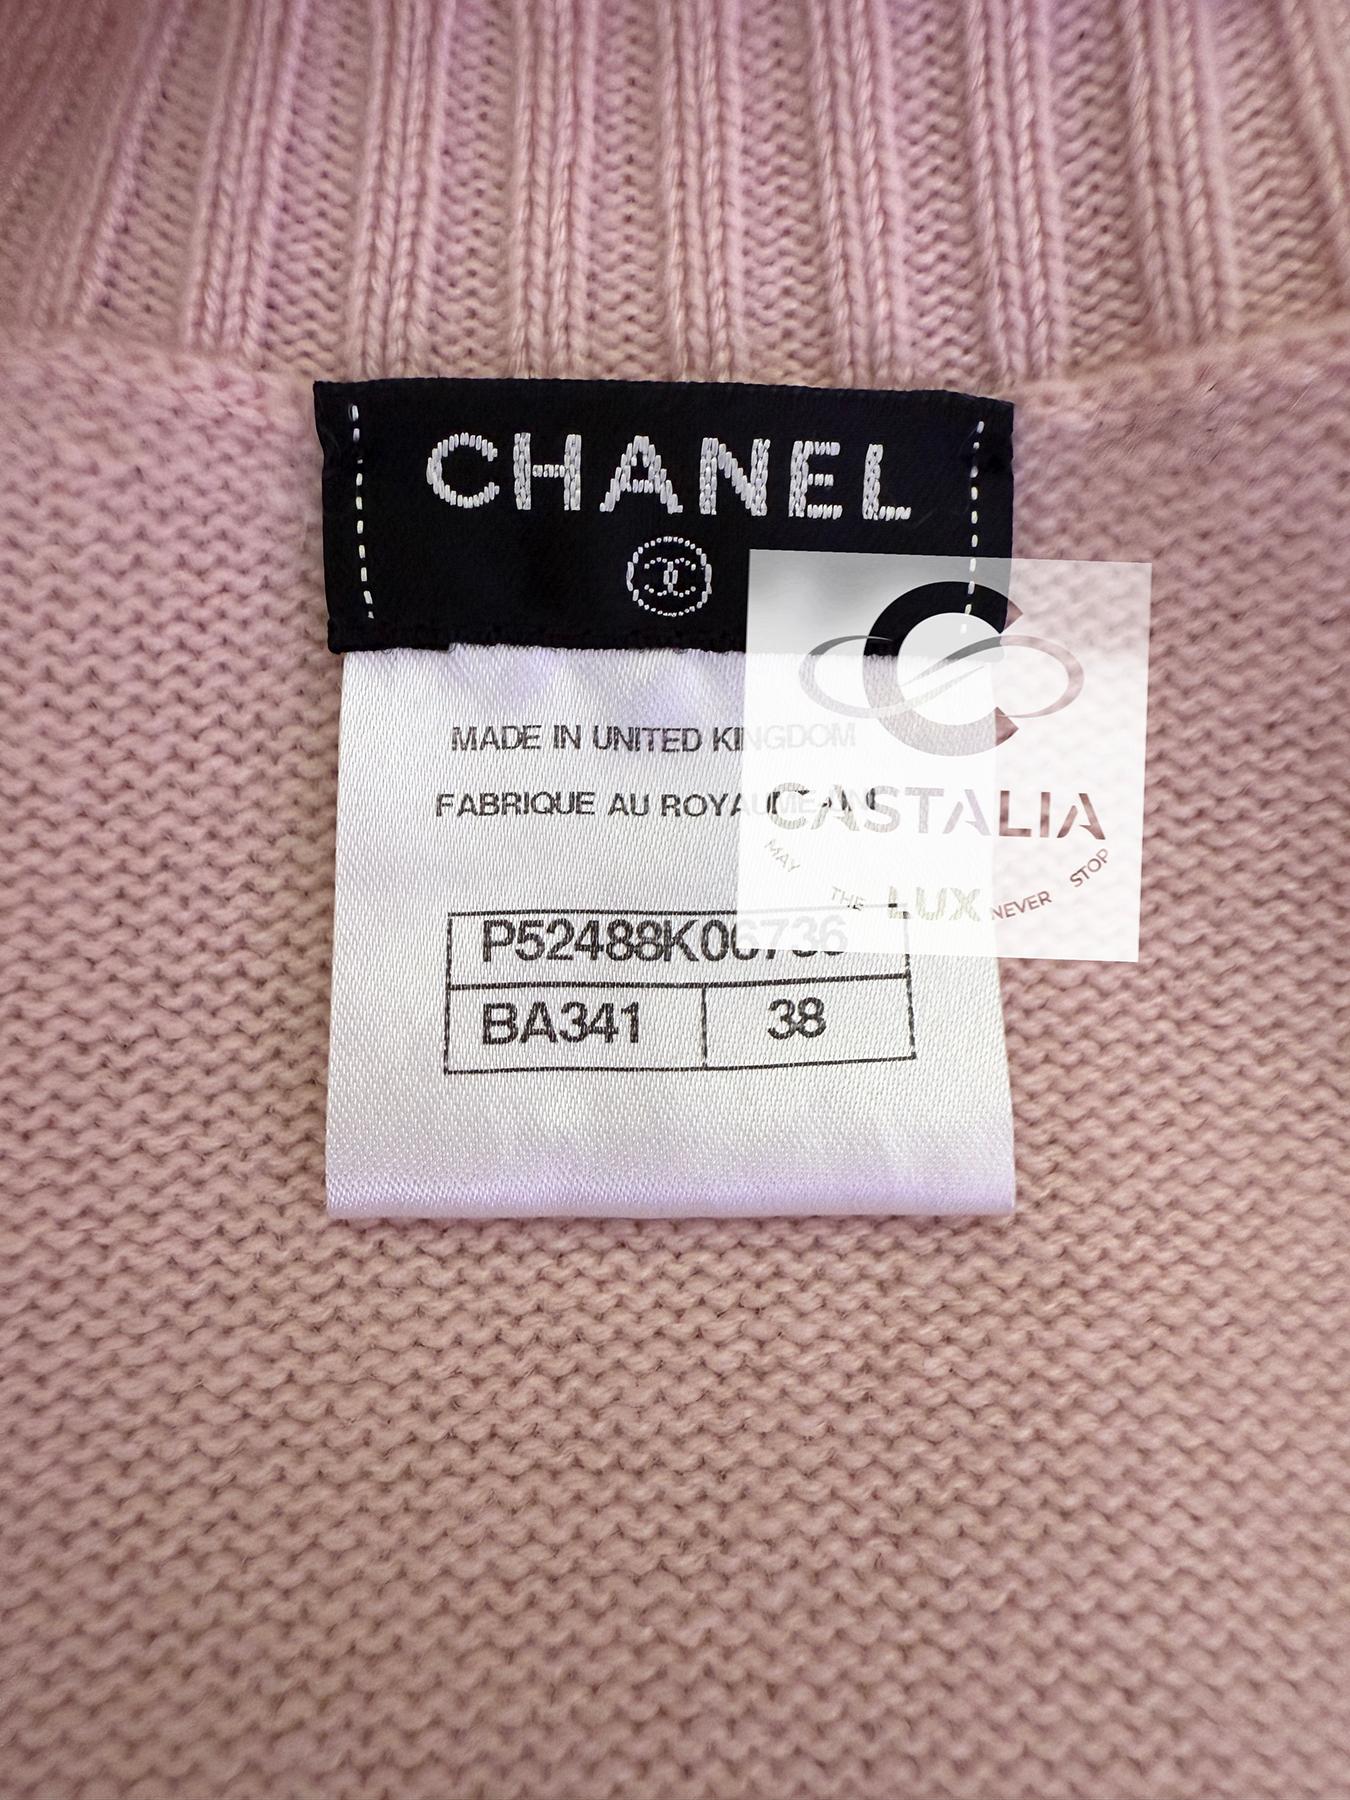 CHANEL
MADE IN UNITED KINGDOM
FABRIQUE AU ROYAUME-UNI
P52488K06736
BA341 38
CASTALIA
MAY THE LUX NEVER STOP